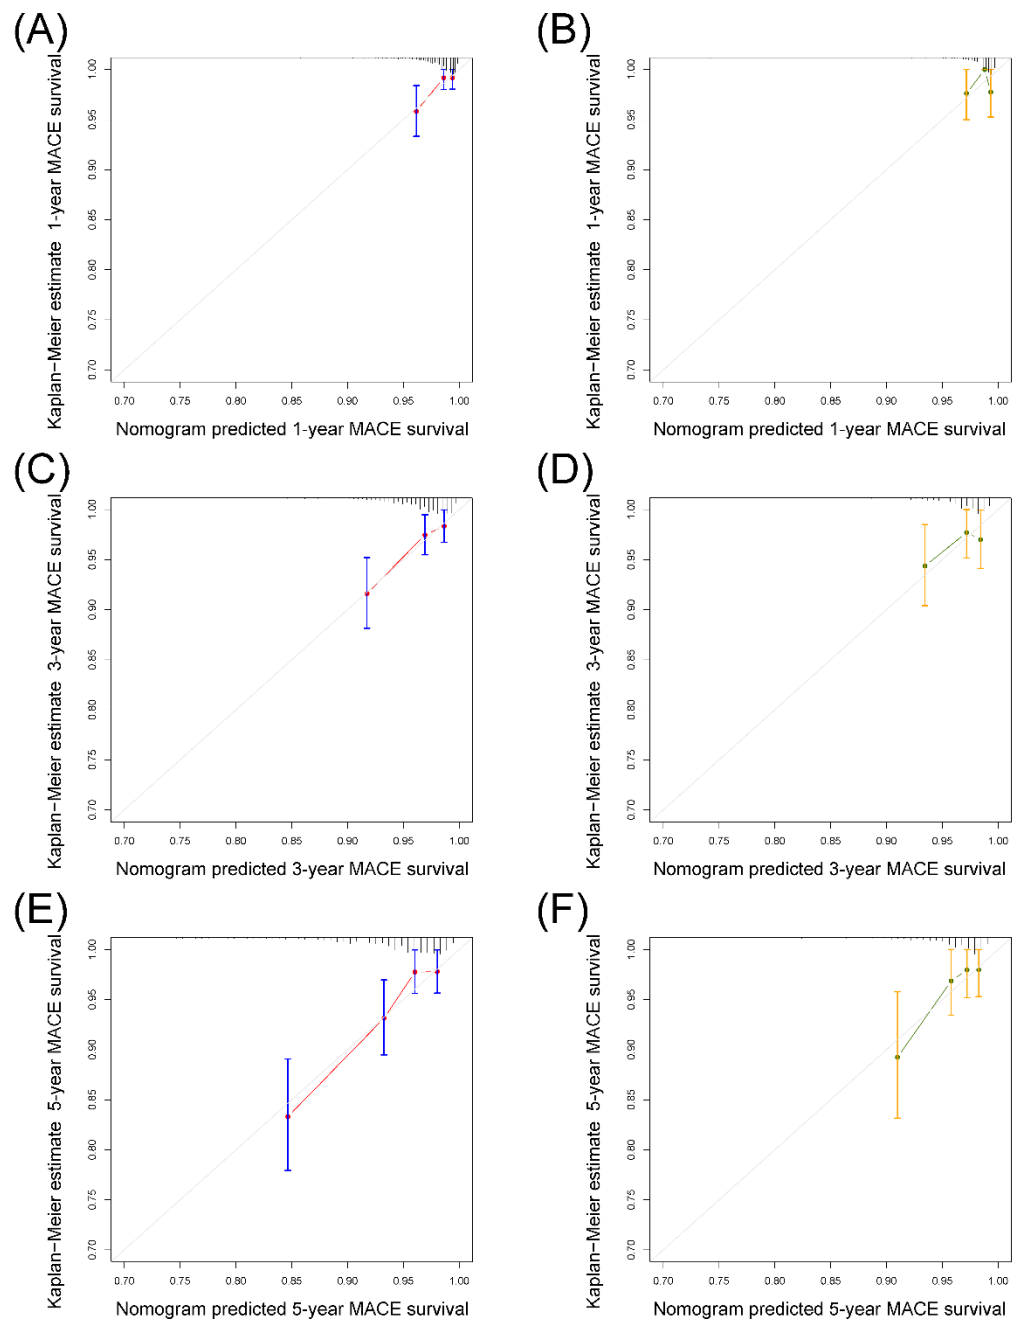 (A)
Kaplan−Meier estimate 1-year MACE survival
1.00
0.95
0.90
0.85
0.80
0.75
0.70
0.70 0.75 0.80 0.85 0.90 0.95 1.00
Nomogram predicted 1-year MACE survival
(B)
Kaplan−Meier estimate 1-year MACE survival
1.00
0.95
0.90
0.85
0.80
0.75
0.70
0.70 0.75 0.80 0.85 0.90 0.95 1.00
Nomogram predicted 1-year MACE survival
(C)
Kaplan−Meier estimate 3-year MACE survival
1.00
0.95
0.90
0.85
0.80
0.75
0.70
0.70 0.75 0.80 0.85 0.90 0.95 1.00
Nomogram predicted 3-year MACE survival
(D)
Kaplan−Meier estimate 3-year MACE survival
1.00
0.95
0.90
0.85
0.80
0.75
0.70
0.70 0.75 0.80 0.85 0.90 0.95 1.00
Nomogram predicted 3-year MACE survival
(E)
Kaplan−Meier estimate 5-year MACE survival
1.00
0.95
0.90
0.85
0.80
0.75
0.70
0.70 0.75 0.80 0.85 0.90 0.95 1.00
Nomogram predicted 5-year MACE survival
(F)
Kaplan−Meier estimate 5-year MACE survival
1.00
0.95
0.90
0.85
0.80
0.75
0.70
0.70 0.75 0.80 0.85 0.90 0.95 1.00
Nomogram predicted 5-year MACE survival